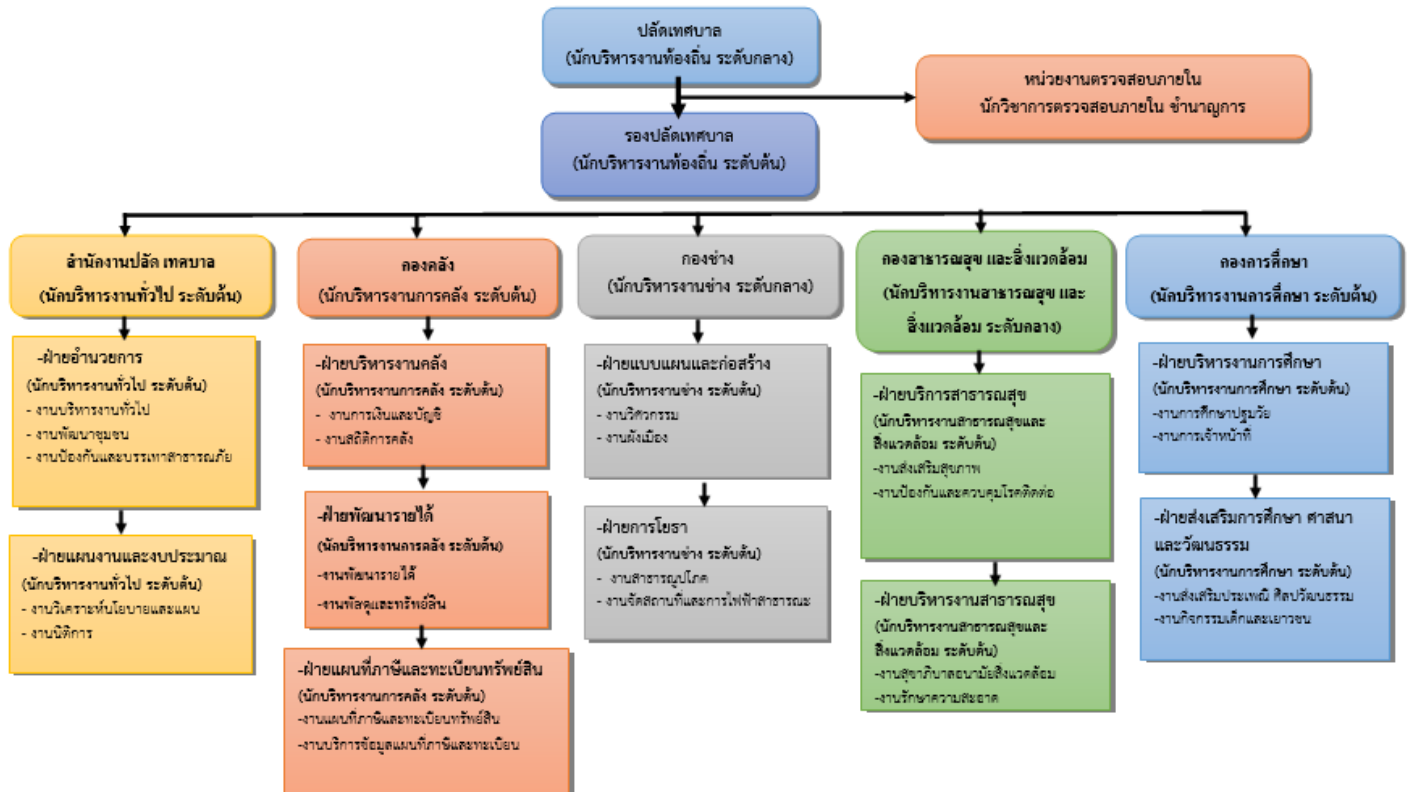 ปลัดเทศบาล
(นักบริหารงานท้องถิ่น ระดับกลาง)
หน่วยงานตรวจสอบภายใน
นักวิชาการตรวจสอบภายใน ชำนาญการ
รองปลัดเทศบาล
(นักบริหารงานท้องถิ่น ระดับต้น)
สำนักงานปลัด เทศบาล
(นักบริหารงานทั่วไป ระดับต้น)
-ฝ่ายอำนวยการ
(นักบริหารงานทั่วไป ระดับต้น)
- งานบริหารงานทั่วไป
- งานพัฒนาชุมชน
- งานป้องกันและบรรเทาสาธารณภัย
-ฝ่ายแผนงานและงบประมาณ
(นักบริหารงานทั่วไป ระดับต้น)
- งานวิเคราะห์นโยบายและแผน
- งานนิติการ
กองคลัง
(นักบริหารงานการคลัง ระดับต้น)
-ฝ่ายบริหารงานคลัง
(นักบริหารงานการคลัง ระดับต้น)
- งานการเงินและบัญชี
- งานสถิติการคลัง
-ฝ่ายพัฒนารายได้
(นักบริหารงานการคลัง ระดับต้น)
-งานพัฒนารายได้
-งานพัสดุและทรัพย์สิน
-ฝ่ายแผนที่ภาษีและทะเบียนทรัพย์สิน
(นักบริหารงานการคลัง ระดับต้น)
-งานแผนที่ภาษีและทะเบียนทรัพย์สิน
-งานบริการข้อมูลแผนที่ภาษีและทะเบียน
กองช่าง
(นักบริหารงานช่าง ระดับกลาง)
-ฝ่ายแบบแผนและก่อสร้าง
(นักบริหารงานช่าง ระดับต้น)
- งานวิศวกรรม
- งานผังเมือง
-ฝ่ายการโยธา
(นักบริหารงานช่าง ระดับต้น)
- งานสาธารณูปโภค
- งานจัดสถานที่และการไฟฟ้าสาธารณะ
กองสาธารณสุข และสิ่งแวดล้อม
(นักบริหารงานสาธารณสุข และ
สิ่งแวดล้อม ระดับกลาง)
-ฝ่ายบริการสาธารณสุข
(นักบริหารงานสาธารณสุขและ
สิ่งแวดล้อม ระดับต้น)
-งานส่งเสริมสุขภาพ
-งานป้องกันและควบคุมโรคติดต่อ
-ฝ่ายบริหารงานสาธารณสุข
(นักบริหารงานสาธารณสุขและ
สิ่งแวดล้อม ระดับต้น)
-งานสุขาภิบาลอนามัยสิ่งแวดล้อม
-งานรักษาความสะอาด
กองการศึกษา
(นักบริหารงานการศึกษา ระดับต้น)
-ฝ่ายบริหารงานการศึกษา
(นักบริหารงานการศึกษา ระดับต้น)
-งานการศึกษาปฐมวัย
-งานการเจ้าหน้าที่
-ฝ่ายส่งเสริมการศึกษา ศาสนา
และวัฒนธรรม
(นักบริหารงานการศึกษา ระดับต้น)
-งานส่งเสริมประเพณี ศิลปวัฒนธรรม
-งานกิจกรรมเด็กและเยาวชน